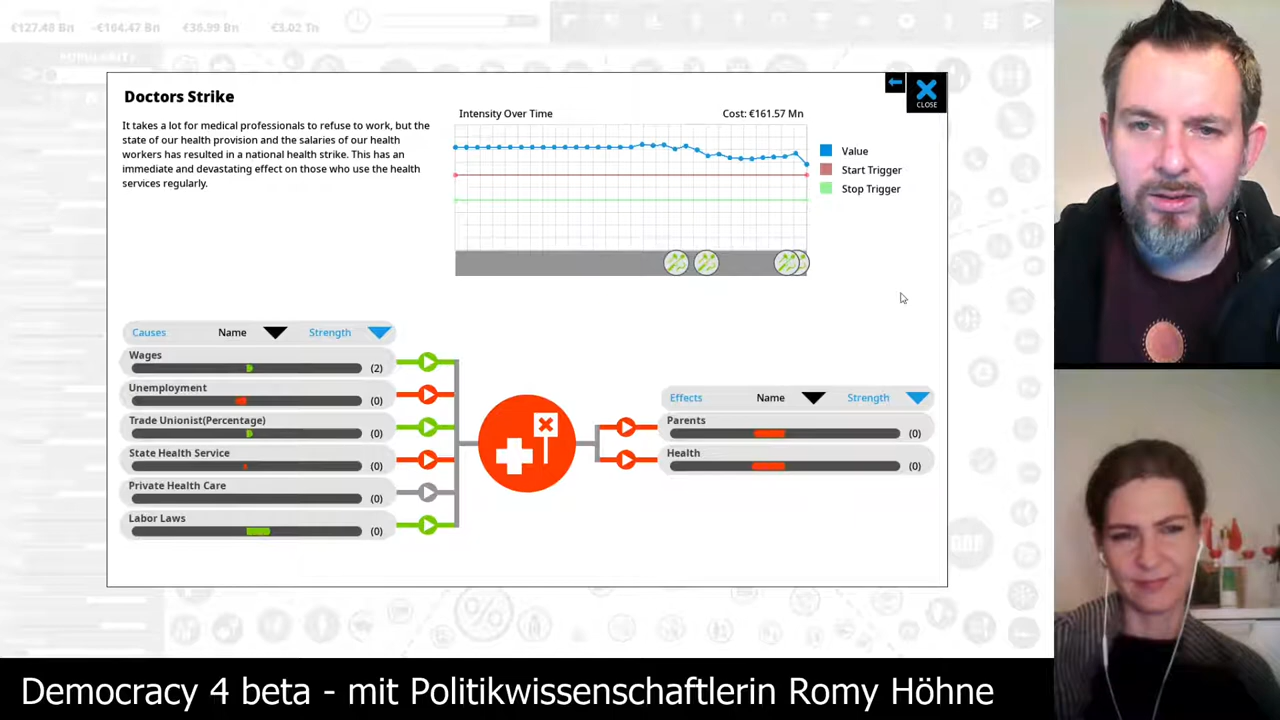 €127.48 Bn -€164.47 Bn €38.99 Bn €3.02 Tn
POPULARITY
Doctors Strike
CLOSE
It takes a lot for medical professionals to refuse to work, but the
state of our health provision and the salaries of our health
workers has resulted in a national health strike. This has an
immediate and devastating effect on those who use the health
services regularly.
Intensity Over Time Cost: €161.57 Mn
Value
Start Trigger
Stop Trigger
Causes Name Strength
Wages
(2)
Unemployment
(0)
Trade Unionist(Percentage)
(0)
State Health Service
(0)
Private Health Care
(0)
Labor Laws
(0)
Effects Name Strength
Parents
(0)
Health
(0)
Democracy 4 beta - mit Politikwissenschaftlerin Romy Höhne